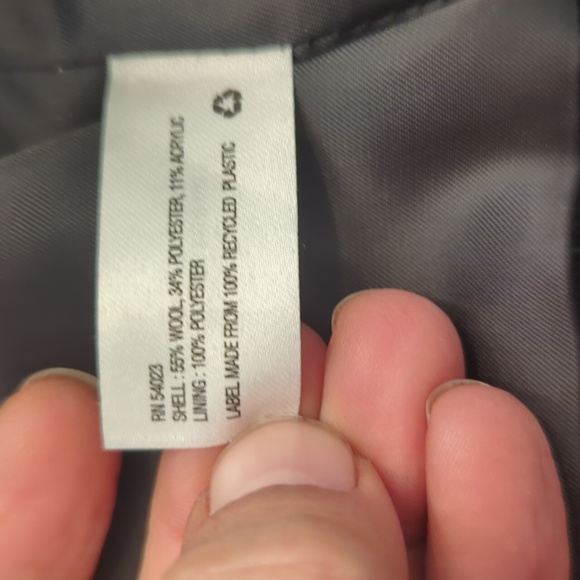 RN 54023
SHELL : 55% WOOL, 34% POLYESTER, 11% ACRYLIC
LINING : 100% POLYESTER
LABEL MADE FROM 100% RECYCLED PLASTIC